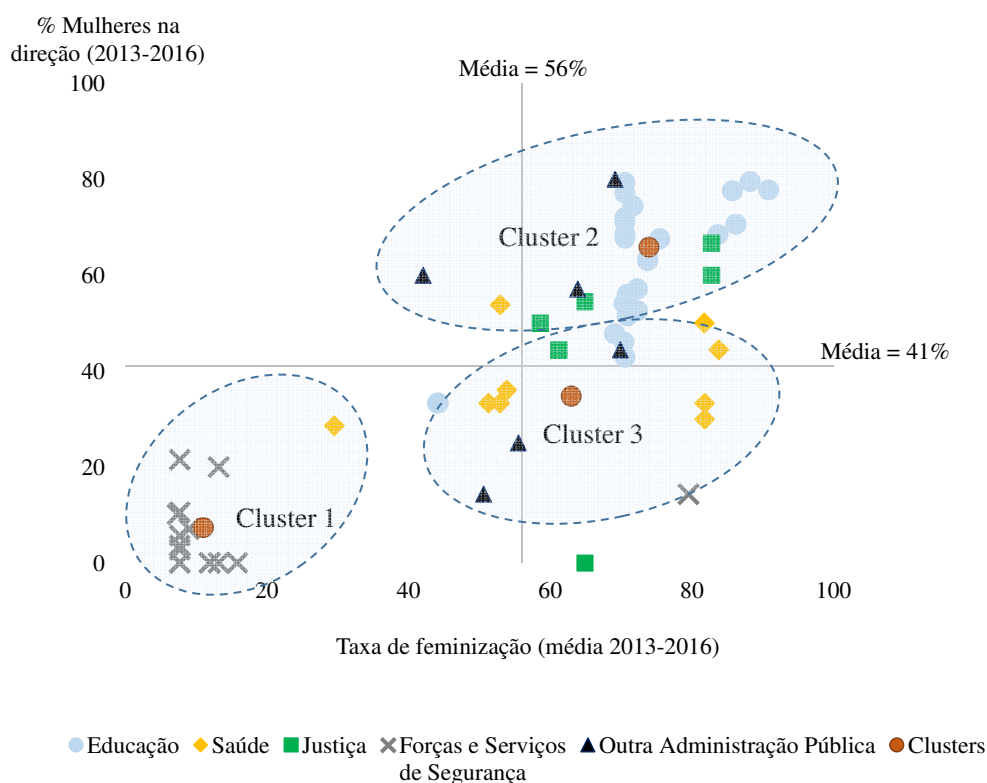 % Mulheres na
direção (2013-2016)
100
Média = 56%
80
Cluster 2
60
40
Média = 41%
Cluster 3
20
Cluster 1
0
0 20 40 60 80 100
Taxa de feminização (média 2013-2016)
Educação Saúde Justiça Forças e Serviços de Segurança Outra Administração Pública Clusters